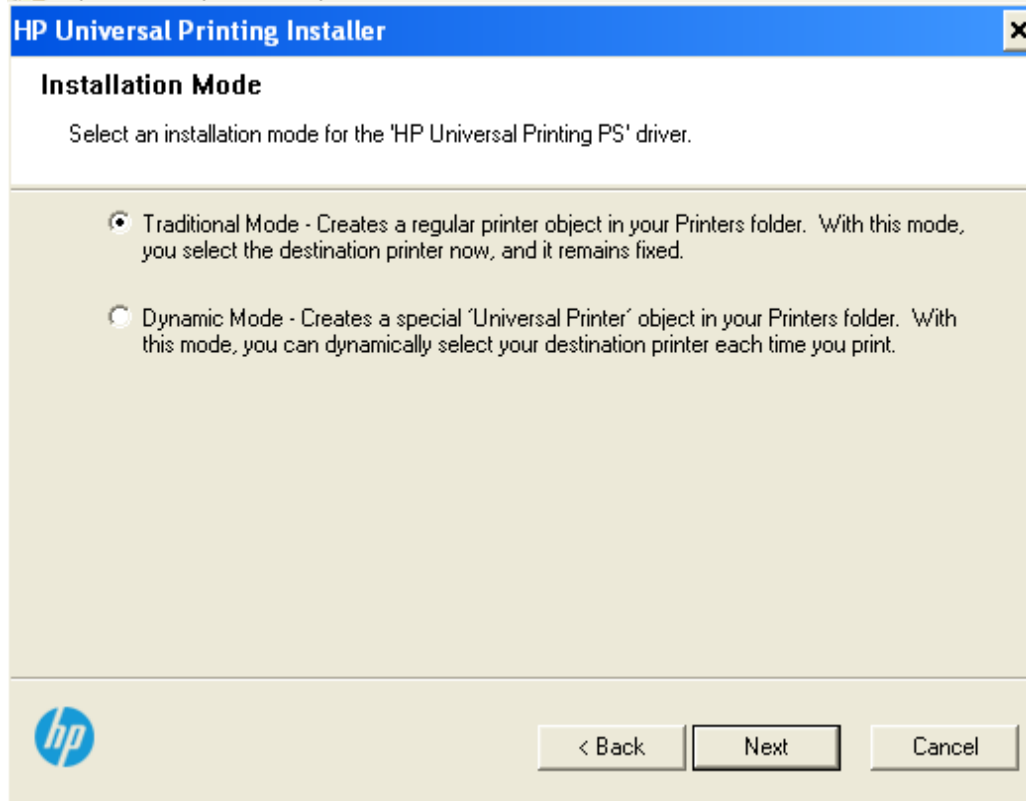 HP Universal Printing Installer
Installation Mode
Select an installation mode for the 'HP Universal Printing PS' driver.
Traditional Mode - Creates a regular printer object in your Printers folder.  With this mode,
you select the destination printer now, and it remains fixed.
Dynamic Mode - Creates a special ´Universal Printer´ object in your Printers folder.  With
this mode, you can dynamically select your destination printer each time you print.
hp
< Back
Next
Cancel